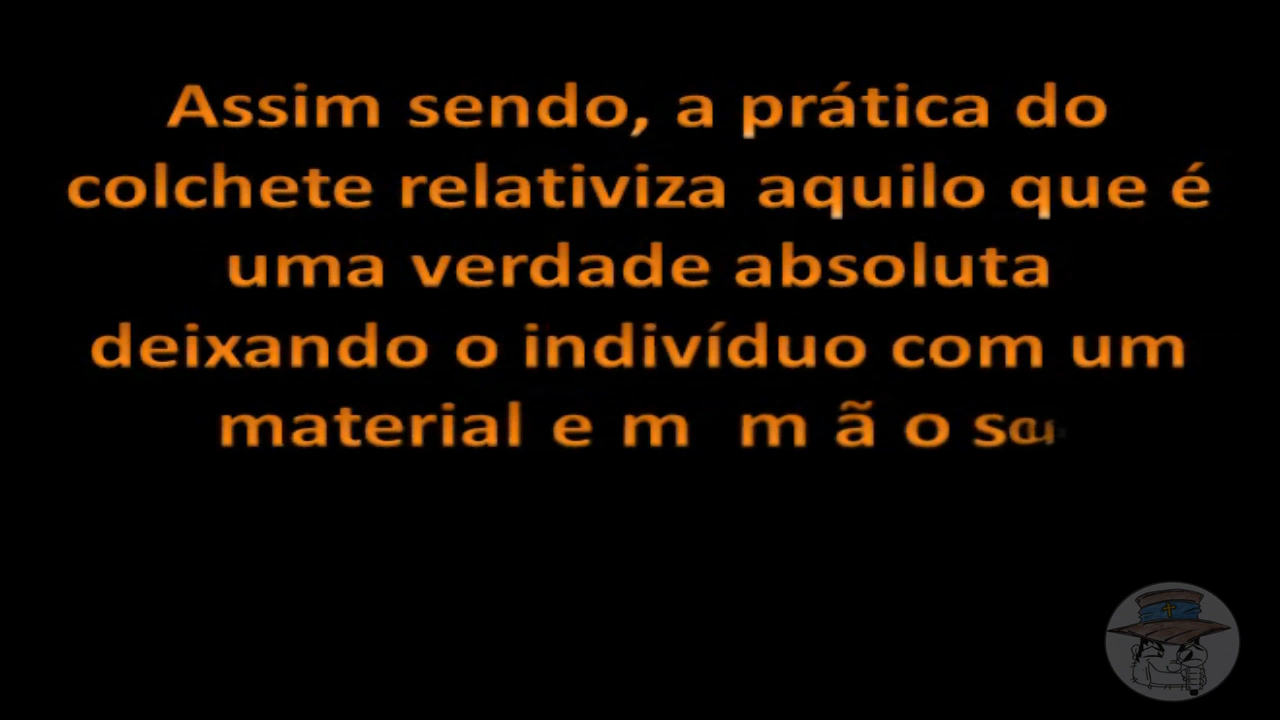 Assim sendo, a prática do
colchete relativiza aquilo que é
uma verdade absoluta
deixando o indivíduo com um
material e m m ã o s